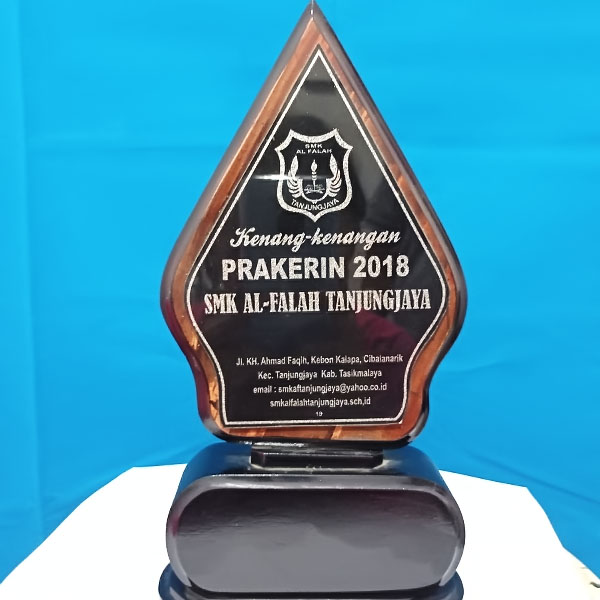 SMK
AL FALAH
TANJUNGJAYA
Kenang-kenangan
PRAKERIN 2018
SMK AL-FALAH TANJUNGJAYA
Jl. KH. Ahmad Faqih, Kebon Kalapa, Cibalanarik
Kec. Tanjungjaya Kab. Tasikmalaya
email : smkaftanjungjaya@yahoo.co.id
smkalfalahtanjungjaya.sch,id
19